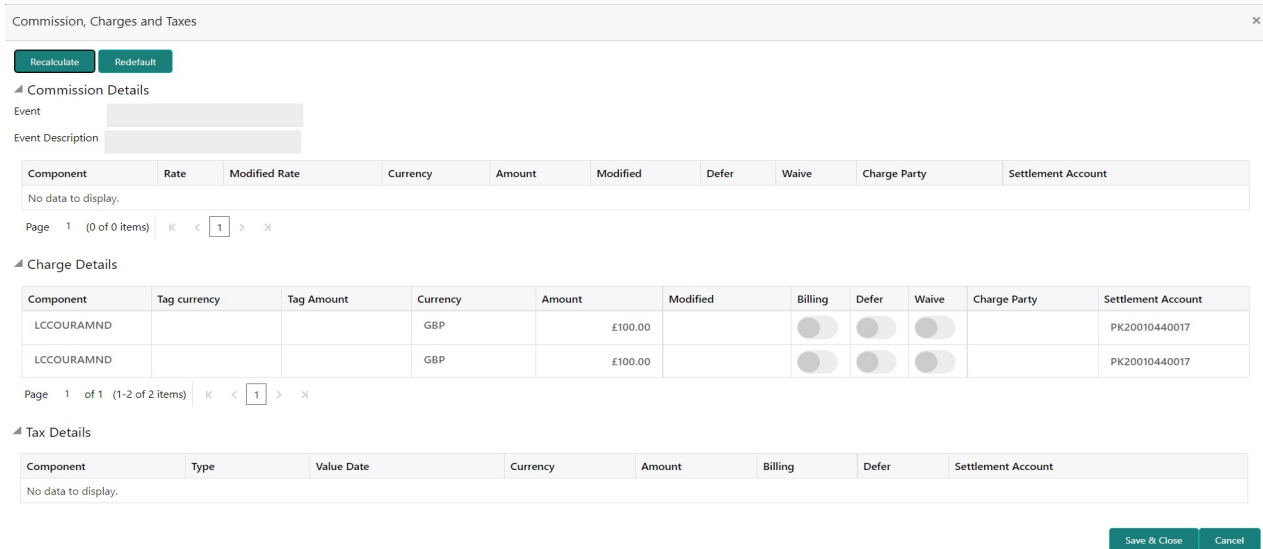 Commission, Charges and Taxes ×
Recalculate Redefault
Commission Details
Event
Event Description
Component Rate Modified Rate Currency Amount Modified Defer Waive Charge Party Settlement Account
No data to display.
Page 1 (0 of 0 items) 1
Charge Details
Component Tag currency Tag Amount Currency Amount Modified Billing Defer Waive Charge Party Settlement Account
LCCOURAMND GBP £100.00 PK20010440017
LCCOURAMND GBP £100.00 PK20010440017
Page 1 of 1 (1-2 of 2 items) 1
Tax Details
Component Type Value Date Currency Amount Billing Defer Settlement Account
No data to display.
Save & Close Cancel